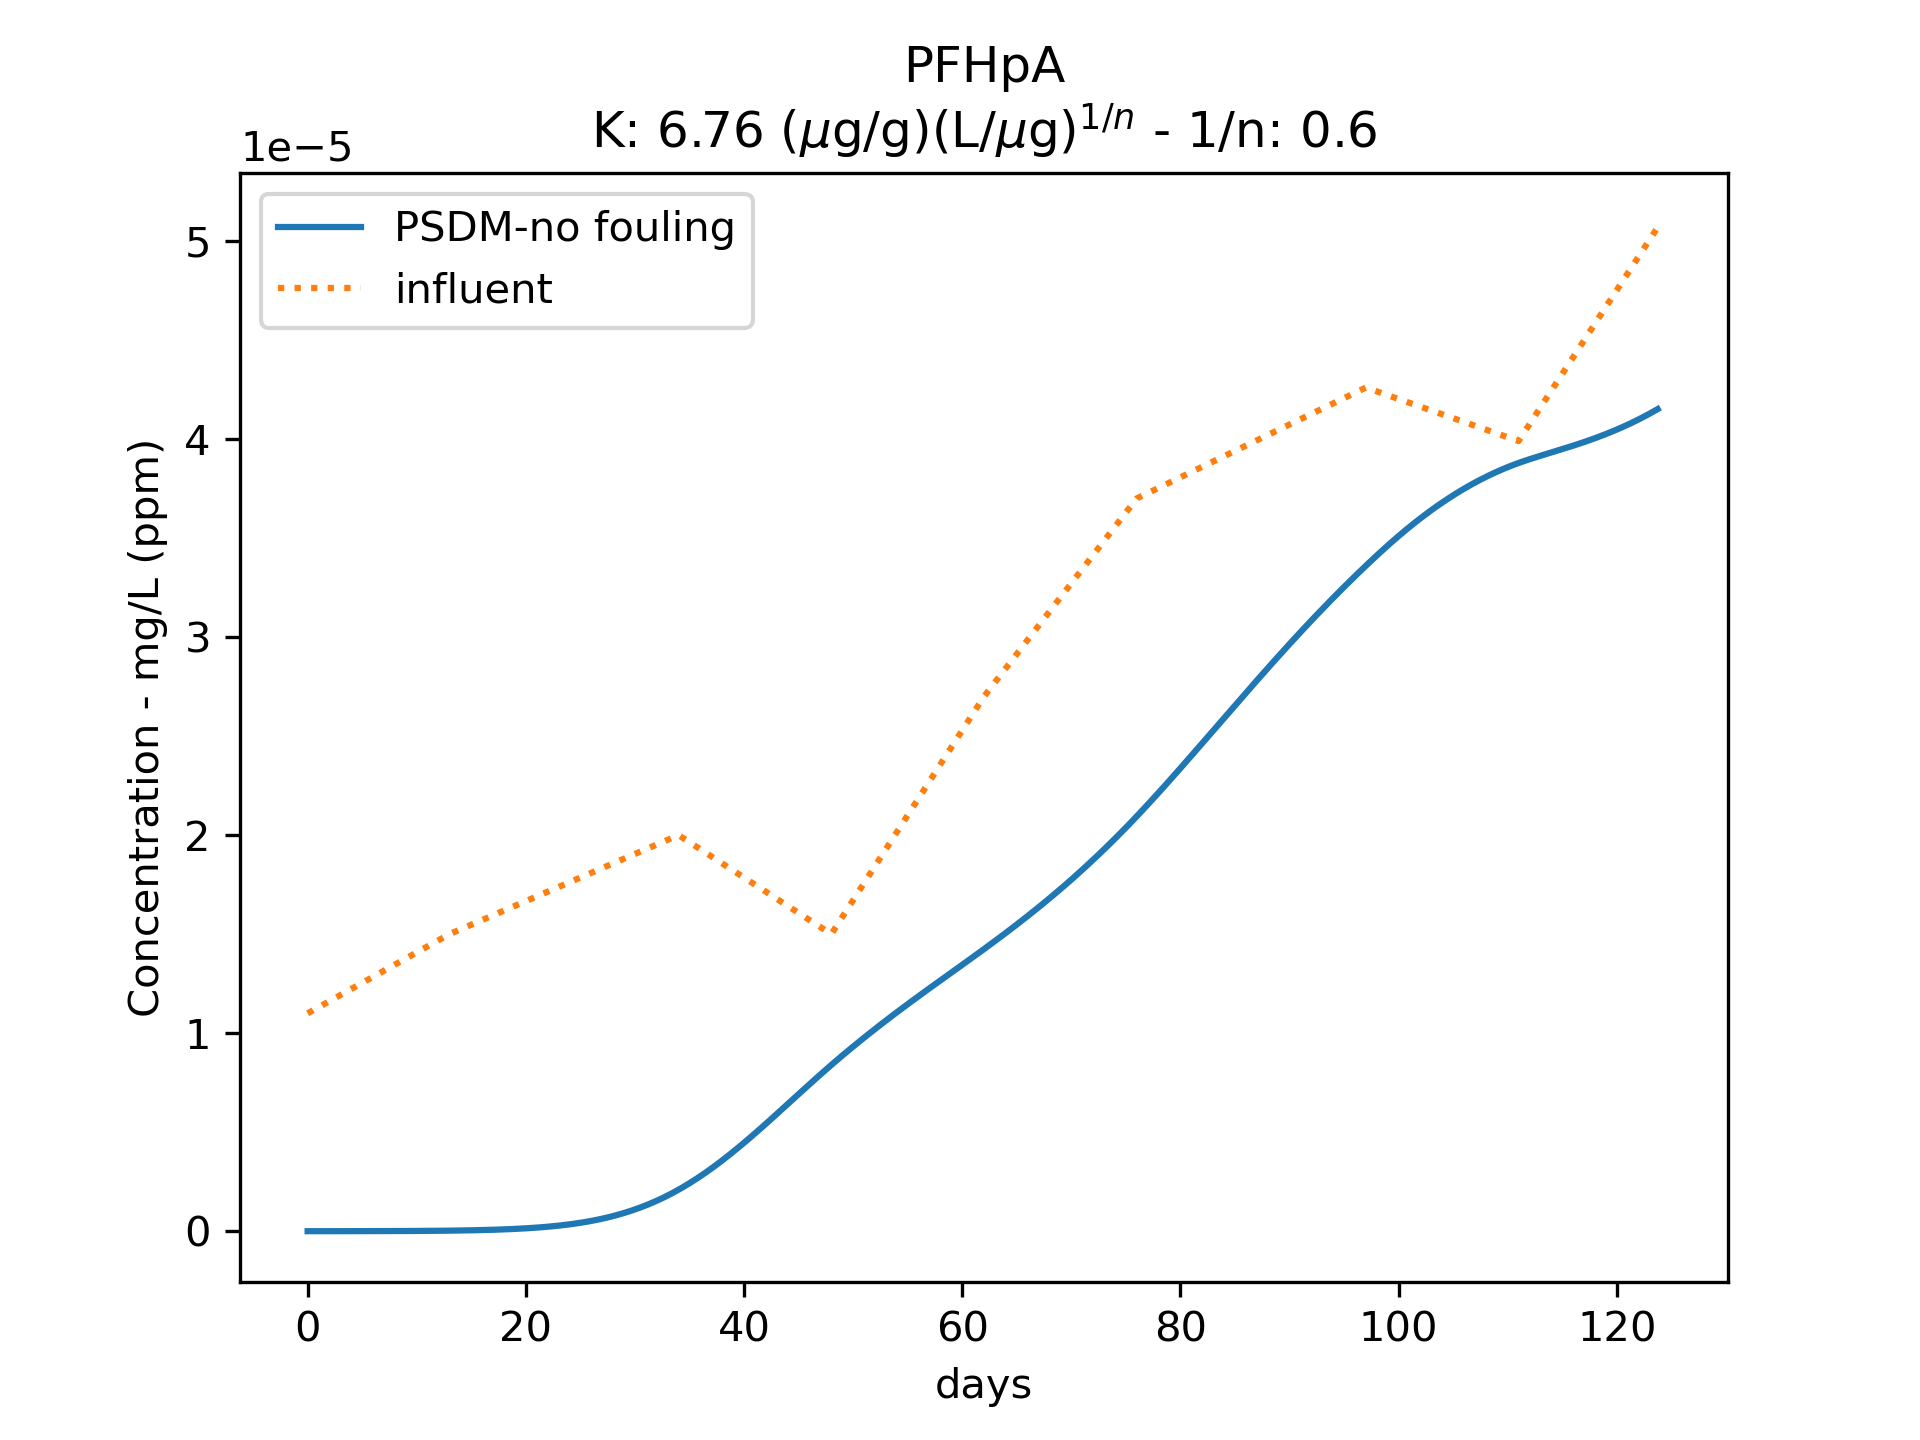 PFHpA
K: 6.76 (μg/g)(L/μg)^{1/n} - 1/n: 0.6
1e−5
PSDM-no fouling
influent
5
4
3
2
1
0
Concentration - mg/L (ppm)
0 20 40 60 80 100 120
days